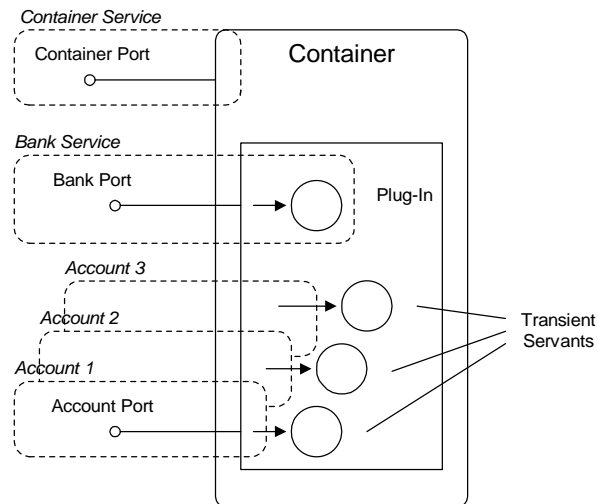 Container Service
Container Port
Container
Bank Service
Bank Port
Plug-In
Account 3
Account 2
Transient
Servants
Account 1
Account Port